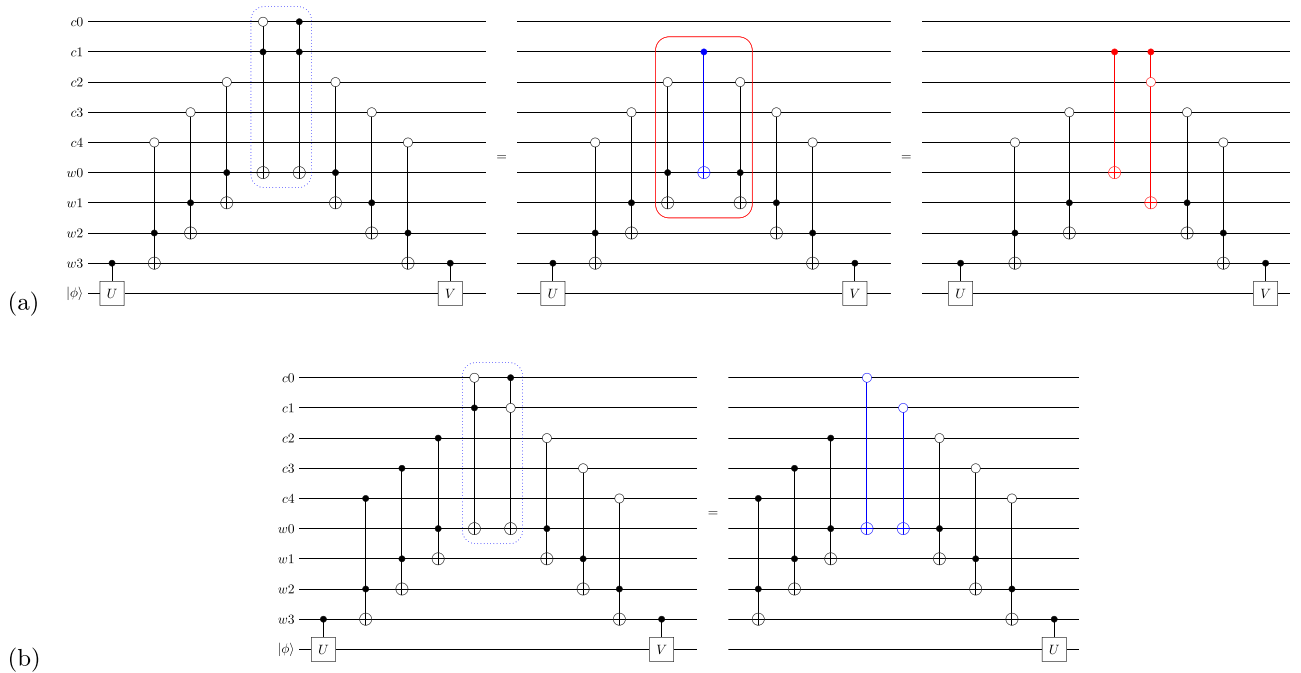 c0
c1
c2
c3
c4
w0
w1
w2
w3
|ϕ⟩
U
V
=
U
V
=
U
V
(a)
c0
c1
c2
c3
c4
w0
w1
w2
w3
|ϕ⟩
U
V
=
U
(b)